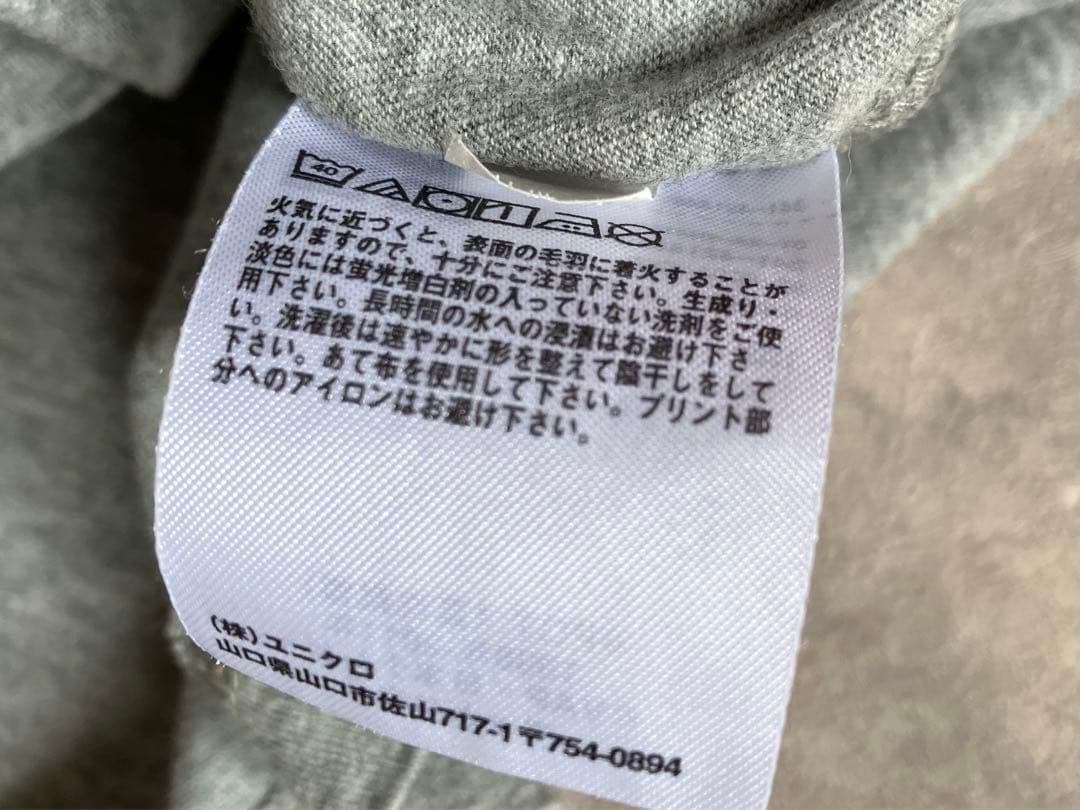 40
火気に近づくと、表面の毛羽に着火することが
ありますので、十分にご注意下さい。生成り・
淡色には蛍光増白剤の入っていない洗剤をご使
用下さい。長時間の水への浸漬はお避け下さ
い。洗濯後は速やかに形を整えて陰干しをして
下さい。あて布を使用して下さい。プリント部
分へのアイロンはお避け下さい。
(株)ユニクロ
山口県山口市佐山717-1〒754-0894